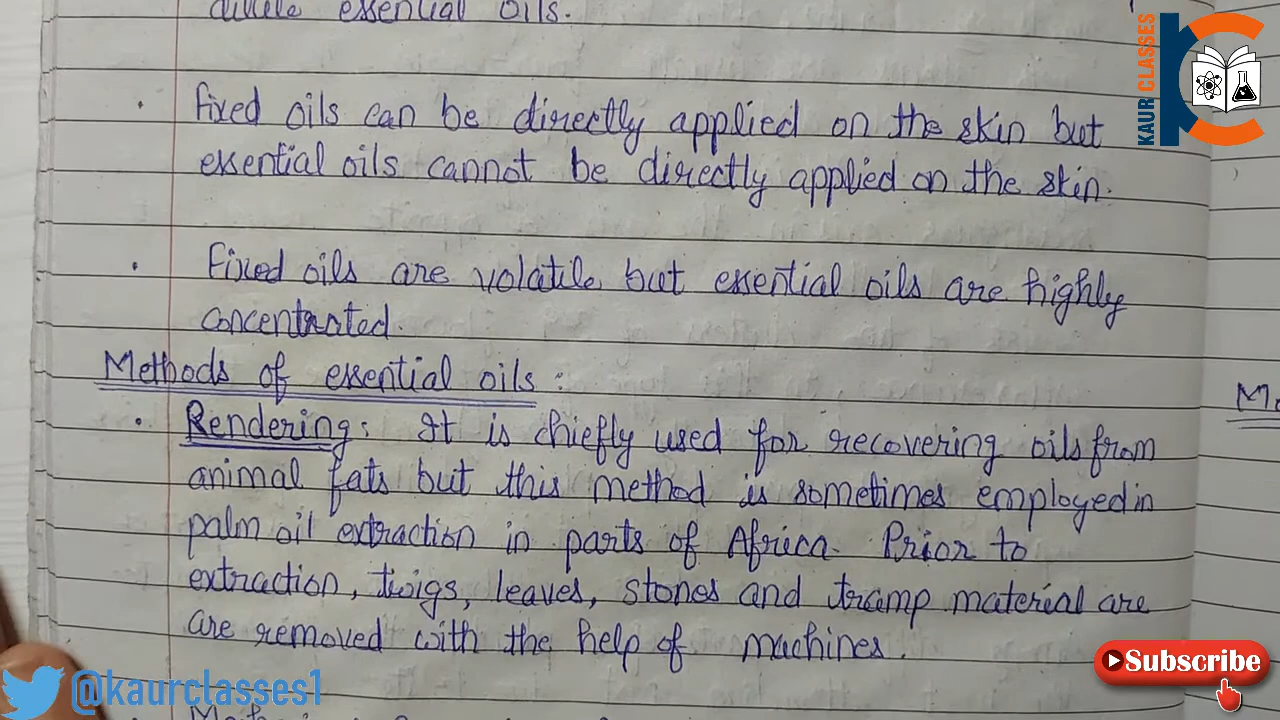 dilute essential oils.
• Fixed oils can be directly applied on the skin but
essential oils cannot be directly applied on the skin.
• Fixed oils are volatile but essential oils are highly
concentrated.
Methods of essential oils :
• Rendering: It is chiefly used for recovering oils from
animal fats but this method is sometimes employed in
palm oil extraction in parts of Africa. Prior to
extraction, twigs, leaves, stones and tramp material are
are removed with the help of machines.
KAUR CLASSES
Subscribe
@kaurclasses1